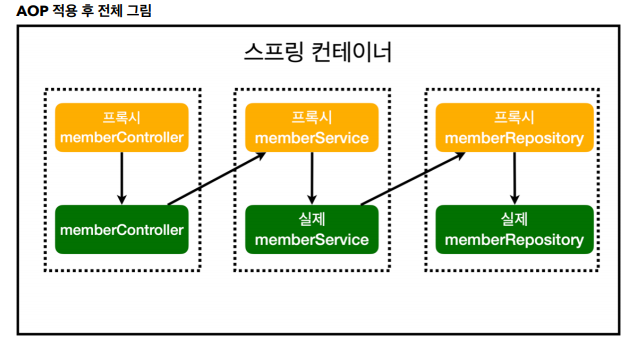 AOP 적용 후 전체 그림
스프링 컨테이너
프록시
memberController
프록시
memberService
프록시
memberRepository
memberController
실제
memberService
실제
memberRepository